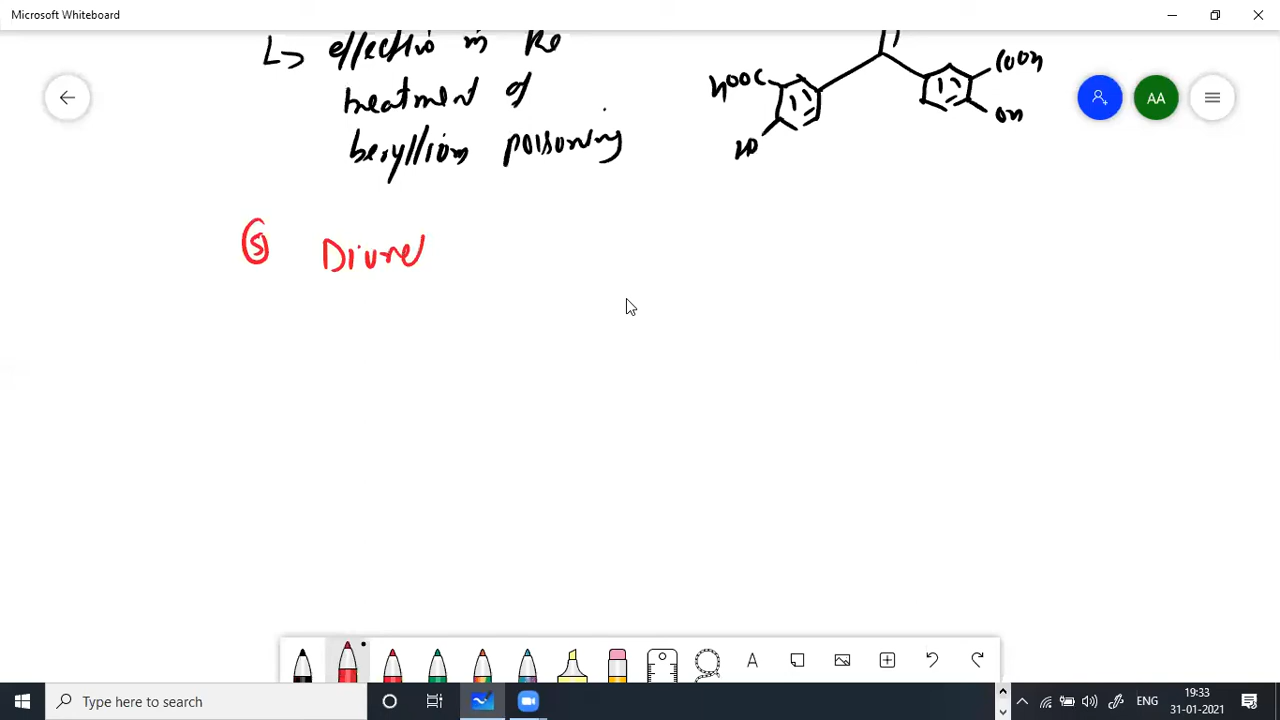 Microsoft Whiteboard
↳ effective in the
treatment of
beryllium poisoning
HOOC
HO
COOH
OH
AA
⑤ Diuret
A
Type here to search
ENG
19:33
31-01-2021